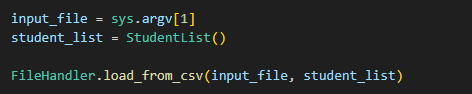 input_file = sys.argv[1]
student_list = StudentList()
FileHandler.load_from_csv(input_file, student_list)